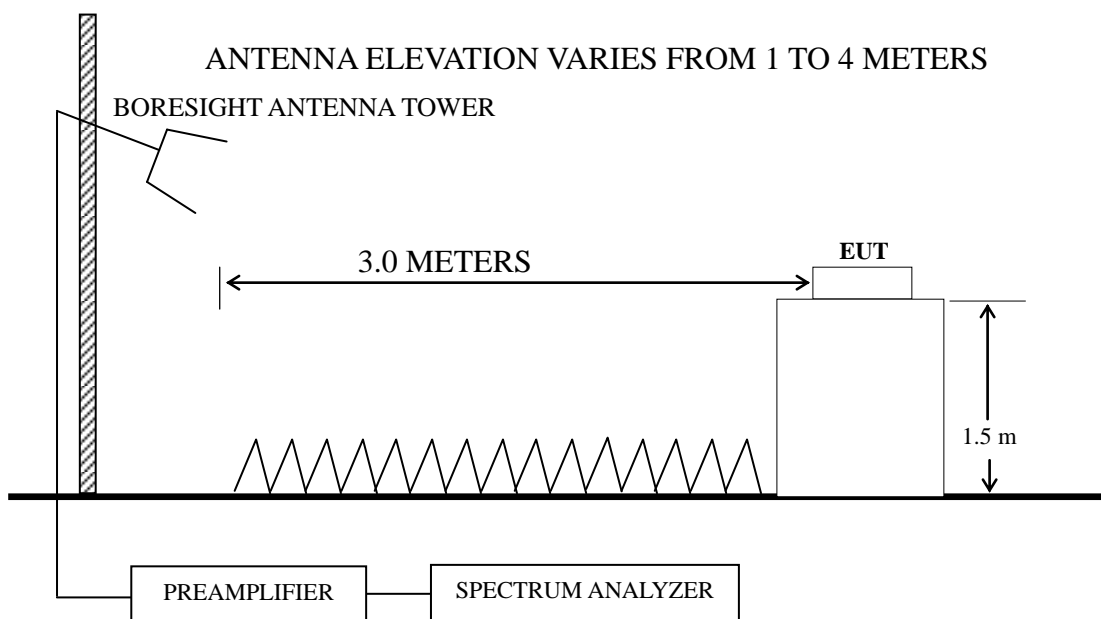 ANTENNA ELEVATION VARIES FROM 1 TO 4 METERS
BORESIGHT ANTENNA TOWER
EUT
3.0 METERS
1.5 m
PREAMPLIFIER
SPECTRUM ANALYZER